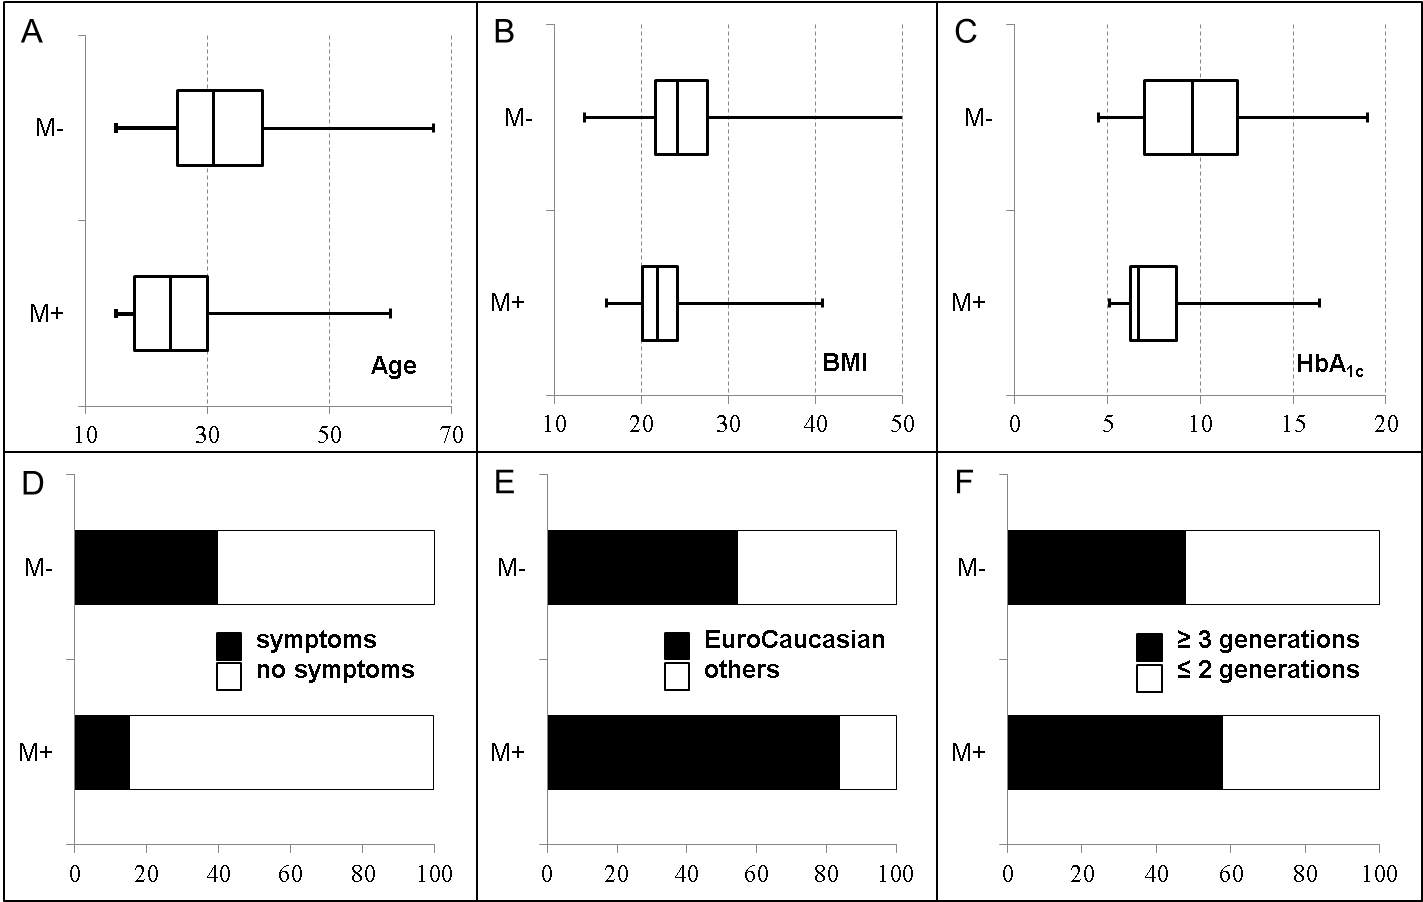 A
M-
M+
Age
10 30 50 70
B
M-
M+
BMI
10 20 30 40 50
C
M-
M+
HbA1c
0 5 10 15 20
D
M-
symptoms
no symptoms
M+
0 20 40 60 80 100
E
M-
EuroCaucasian
others
M+
0 20 40 60 80 100
F
M-
≥ 3 generations
≤ 2 generations
M+
0 20 40 60 80 100